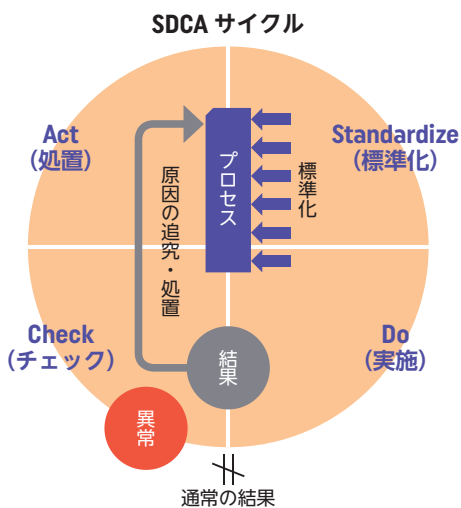 SDCA サイクル
Act
（処置）
Standardize
（標準化）
プロセス
標準化
原因の追究・処置
Check
（チェック）
Do
（実施）
結果
異常
通常の結果